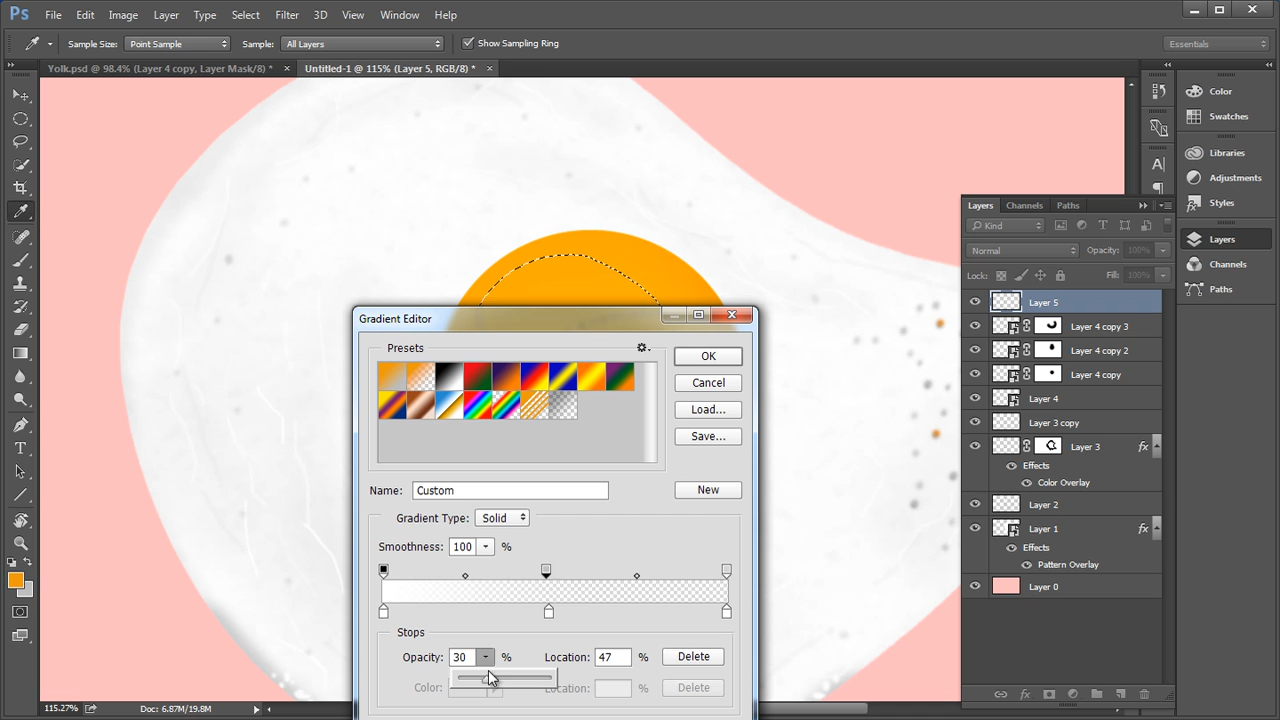 Ps File Edit Image Layer Type Select Filter 3D View Window Help
Sample Size: Point Sample Sample: All Layers Show Sampling Ring Essentials
Yolk.psd @ 98.4% (Layer 4 copy, Layer Mask/8) * × Untitled-1 @ 115% (Layer 5, RGB/8) * ×
Color
Swatches
Libraries
Adjustments
Styles
Layers
Channels
Paths
Layers Channels Paths
Kind
Normal Opacity: 100%
Lock: Fill: 100%
Layer 5
Layer 4 copy 3
Layer 4 copy 2
Layer 4 copy
Layer 4
Layer 3 copy
Layer 3 fx
Effects
Color Overlay
Layer 2
Layer 1 fx
Effects
Pattern Overlay
Layer 0
Gradient Editor
Presets
OK
Cancel
Load...
Save...
Name: Custom New
Gradient Type: Solid
Smoothness: 100 %
Stops
Opacity: 30 % Location: 47 % Delete
Color: Location: % Delete
115.27% Doc: 6.87M/19.8M
fx